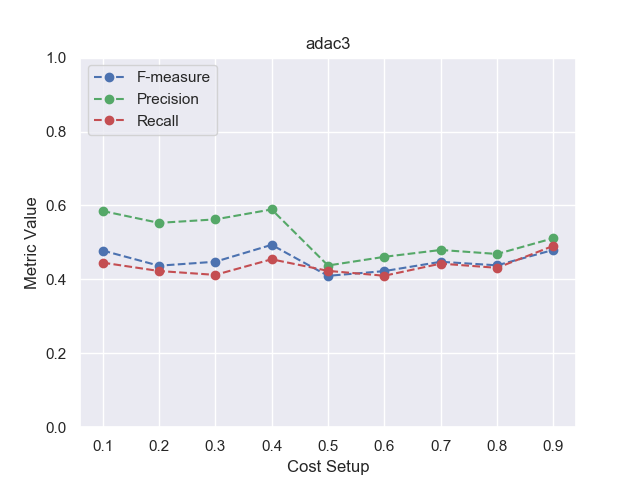 adac3
1.0
0.8
0.6
0.4
0.2
0.0
Metric Value
F-measure
Precision
Recall
0.1 0.2 0.3 0.4 0.5 0.6 0.7 0.8 0.9
Cost Setup